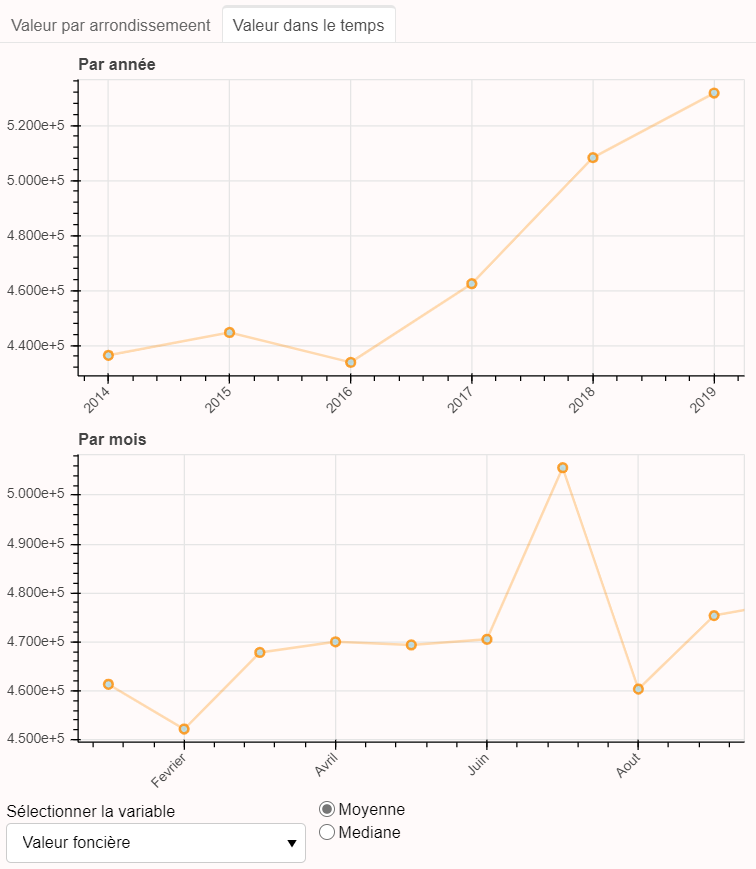 Valeur par arrondissemeent
Valeur dans le temps
Par année
5.200e+5
5.000e+5
4.800e+5
4.600e+5
4.400e+5
2014
2015
2016
2017
2018
2019
Par mois
5.000e+5
4.900e+5
4.800e+5
4.700e+5
4.600e+5
4.500e+5
Fevrier
Avril
Juin
Aout
Sélectionner la variable
Valeur foncière
Moyenne
Mediane